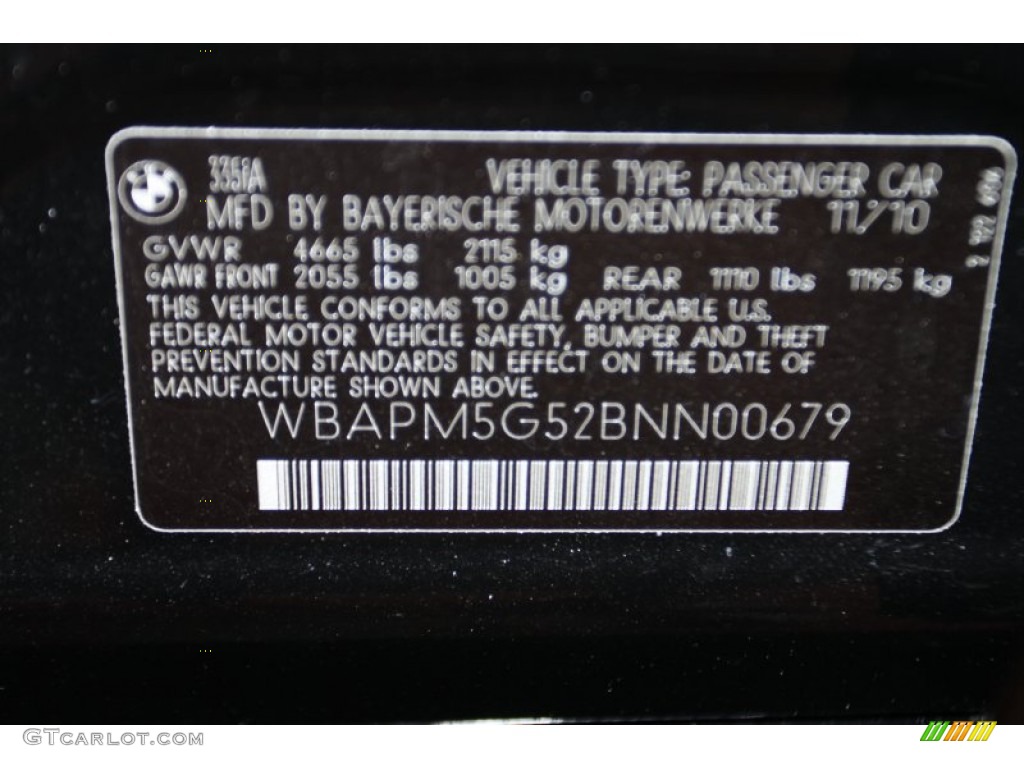 335iA VEHICLE TYPE: PASSENGER CAR
MFD BY BAYERISCHE MOTORENWERKE 11/10
GVWR 4665 lbs 2115 kg
GAWR FRONT 2055 lbs 1005 kg REAR 1110 lbs 1195 kg
THIS VEHICLE CONFORMS TO ALL APPLICABLE U.S.
FEDERAL MOTOR VEHICLE SAFETY, BUMPER AND THEFT
PREVENTION STANDARDS IN EFFECT ON THE DATE OF
MANUFACTURE SHOWN ABOVE.
WBAPM5G52BNN00679
GTCARLOT.COM